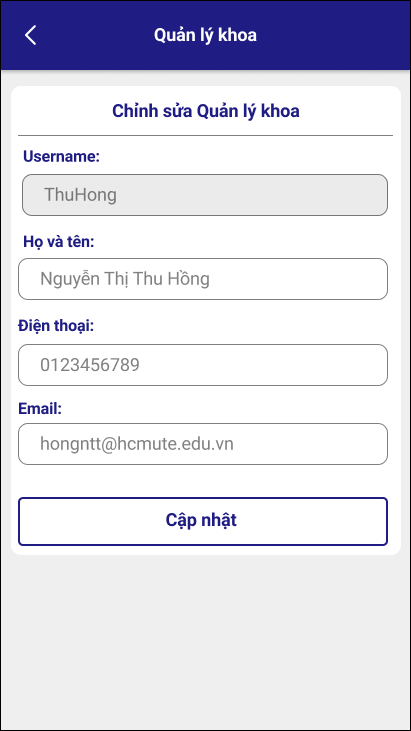 Quản lý khoa
Chỉnh sửa Quản lý khoa
Username:
ThuHong
Họ và tên:
Nguyễn Thị Thu Hồng
Điện thoại:
0123456789
Email:
hongntt@hcmute.edu.vn
Cập nhật